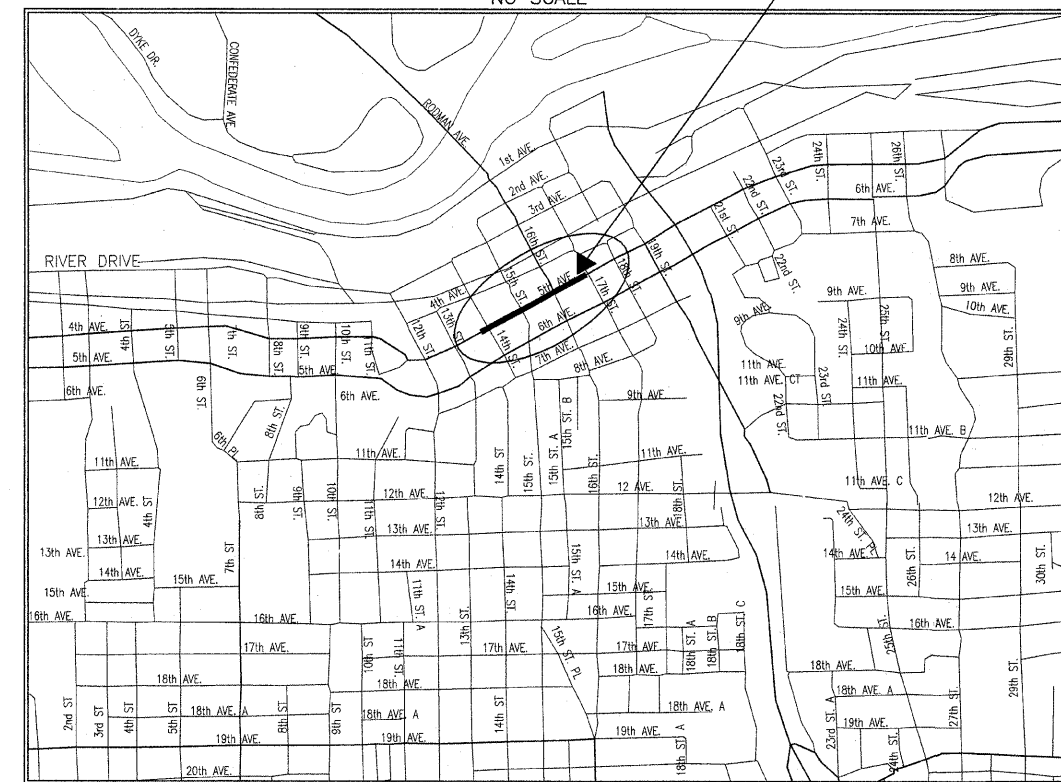 NO SCALE
DYKE DR.
CONFEDERATE AVE
RODMAN AVE
1st AVE.
2nd AVE.
3rd AVE.
16th ST.
15th ST.
5th AVE.
4th AVE.
13th ST.
12th ST
14th ST.
6th AVE.
7th AVE.
8th AVE.
17th ST.
18th ST.
19th ST.
21st ST.
22nd ST.
23rd ST.
24th ST.
26th ST.
6th AVE.
7th AVE.
22nd ST.
RIVER DRIVE
8th AVE.
9th AVE.
10th AVE.
9th AVE.
9th AVE
24th ST.
25th ST.
10th AVE
29th ST.
4th AVE.
5th AVE.
6th AVE.
4th ST
5th ST.
7th ST.
8th ST.
9th ST.
10th ST.
11th ST.
5th AVE
6th AVE.
6th ST.
6th PL
8th ST.
9th AVE
11th AVE.
11th AVE. CT
11th AVE.
23rd ST.
22nd ST.
11th AVE. B
15th ST. B
15th ST. A
15th ST.
14th ST
16th ST.
11th AVE.
11th AVE.
11th AVE.
11th AVE. C
12th AVE.
4th ST
8th ST.
9th ST.
10th ST.
11th ST.
12th AVE.
12th ST.
12 AVE.
18th ST.
12th AVE.
13th AVE.
13th AVE.
13th AVE.
13th AVE.
13th AVE.
24th ST. PL
14th AVE.
14th AVE.
14th AVE.
14th AVE.
14 AVE.
26th ST.
30th ST.
7th ST
15th AVE.
15th AVE.
15th ST. A
15th AVE.
15th AVE.
16th AVE.
16th AVE.
16th AVE.
16th AVE.
11th ST. A
13th ST.
14th ST
17th ST.
18th ST. A
18th ST. B
18th ST. C
25th ST.
17th AVE.
10th ST
11th ST.
17th AVE.
15th ST. PL
17th AVE.
18th AVE.
18th AVE.
18th AVE.
18th AVE.
2nd ST
3rd ST
4th ST
5th ST
18th AVE. A
8th ST
9th ST
18th AVE. A
14th ST
18th AVE. A
18th AVE. A
27th ST.
29th ST.
19th AVE.
19th AVE.
19th AVE.
18th ST. A
23rd ST. A
19th AVE.
24th ST.
20th AVE.